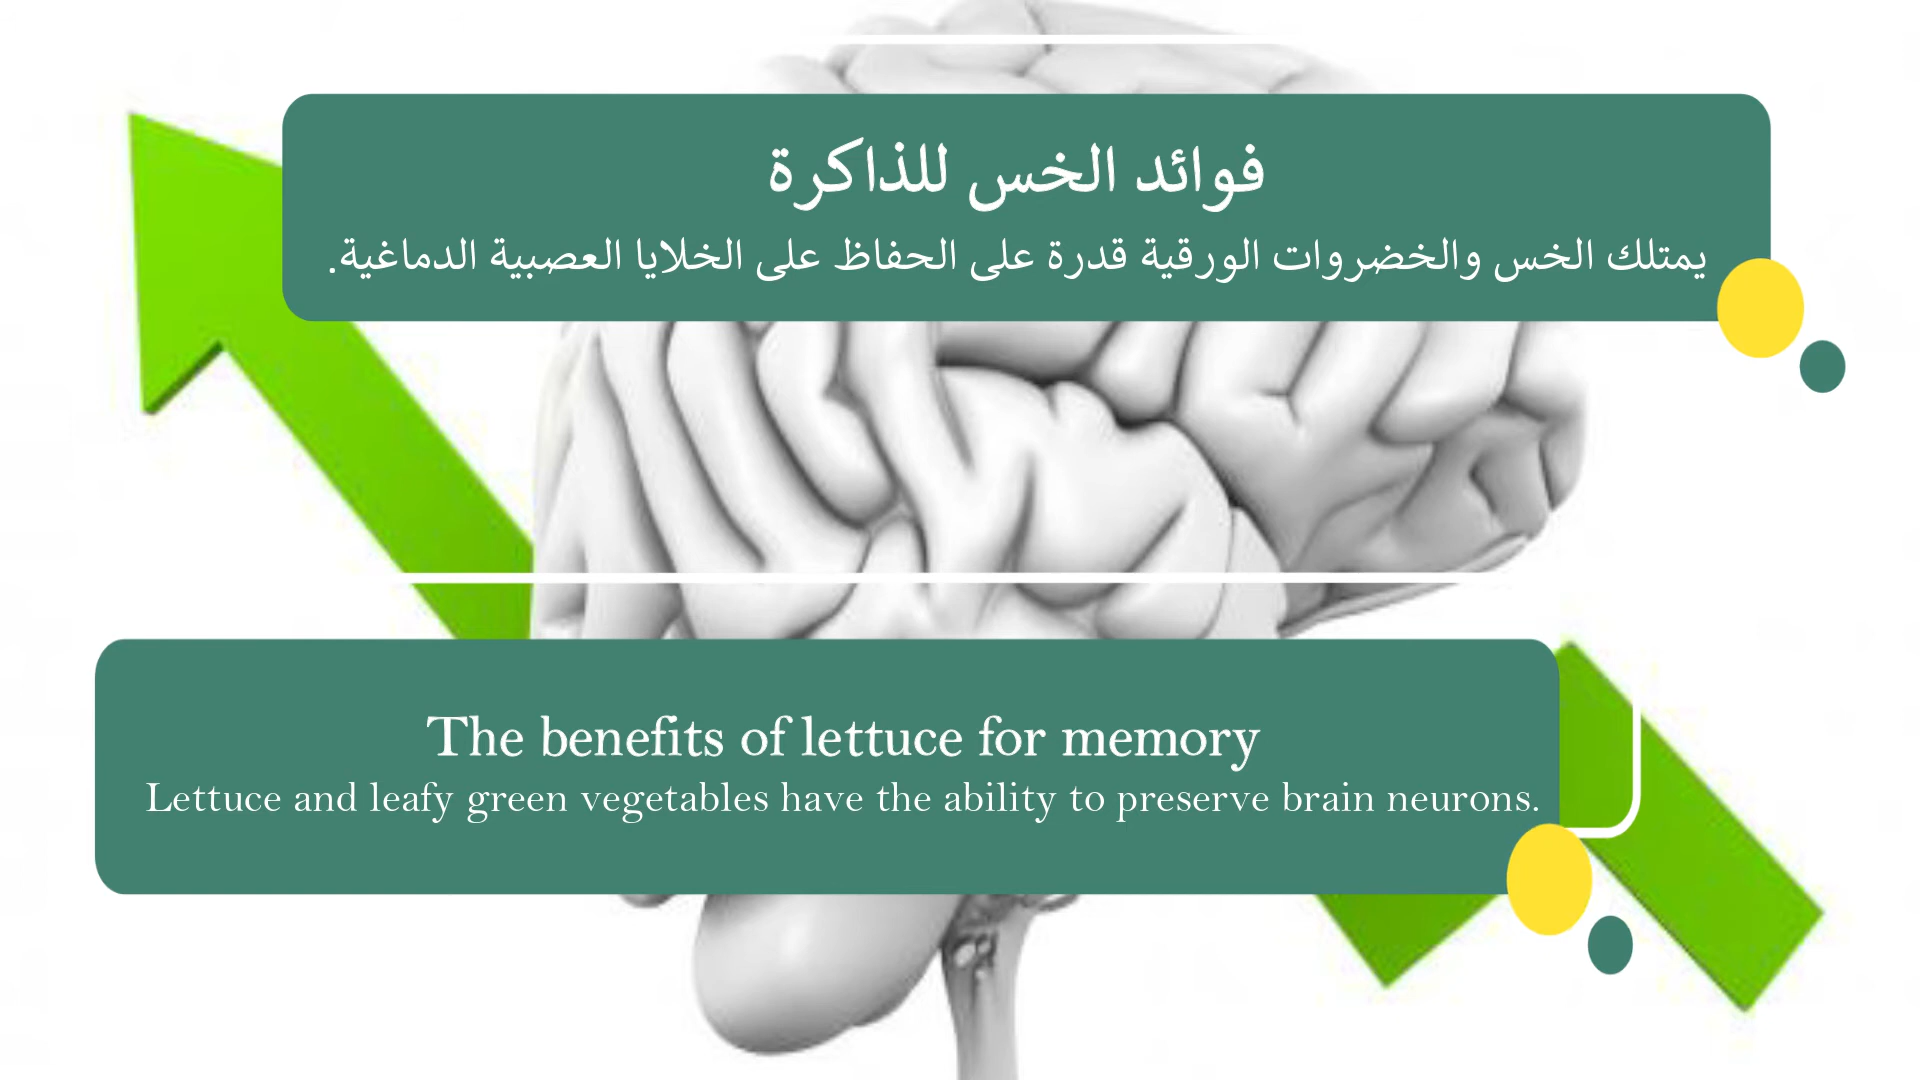 فوائد الخس للذاكرة
يمتلك الخس والخضروات الورقية قدرة على الحفاظ على الخلايا العصبية الدماغية.
The benefits of lettuce for memory
Lettuce and leafy green vegetables have the ability to preserve brain neurons.